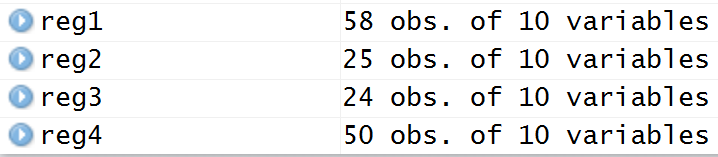 reg1 58 obs. of 10 variables
reg2 25 obs. of 10 variables
reg3 24 obs. of 10 variables
reg4 50 obs. of 10 variables